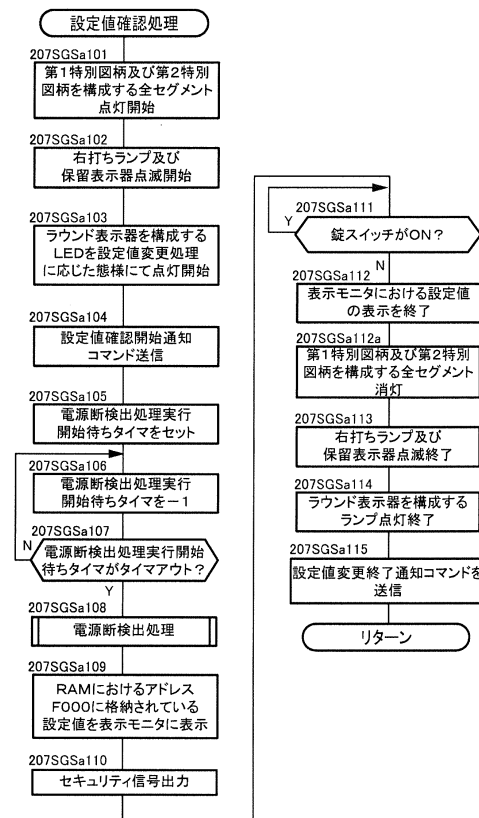 設定値確認処理
207SGSa101
第1特別図柄及び第2特別
図柄を構成する全セグメント
点灯開始
207SGSa102
右打ちランプ及び
保留表示器点滅開始
207SGSa103
ラウンド表示器を構成する
LEDを設定値変更処理
に応じた態様にて点灯開始
207SGSa104
設定値確認開始通知
コマンド送信
207SGSa105
電源断検出処理実行
開始待ちタイマをセット
207SGSa106
電源断検出処理実行
開始待ちタイマを−1
207SGSa107
N
電源断検出処理実行開始
待ちタイマがタイムアウト？
Y
207SGSa108
電源断検出処理
207SGSa109
RAMにおけるアドレス
F000に格納されている
設定値を表示モニタに表示
207SGSa110
セキュリティ信号出力
207SGSa111
Y
錠スイッチがON？
N
207SGSa112
表示モニタにおける設定値
の表示を終了
207SGSa112a
第1特別図柄及び第2特別
図柄を構成する全セグメント
消灯
207SGSa113
右打ちランプ及び
保留表示器点滅終了
207SGSa114
ラウンド表示器を構成する
ランプ点灯終了
207SGSa115
設定値変更終了通知コマンドを
送信
リターン